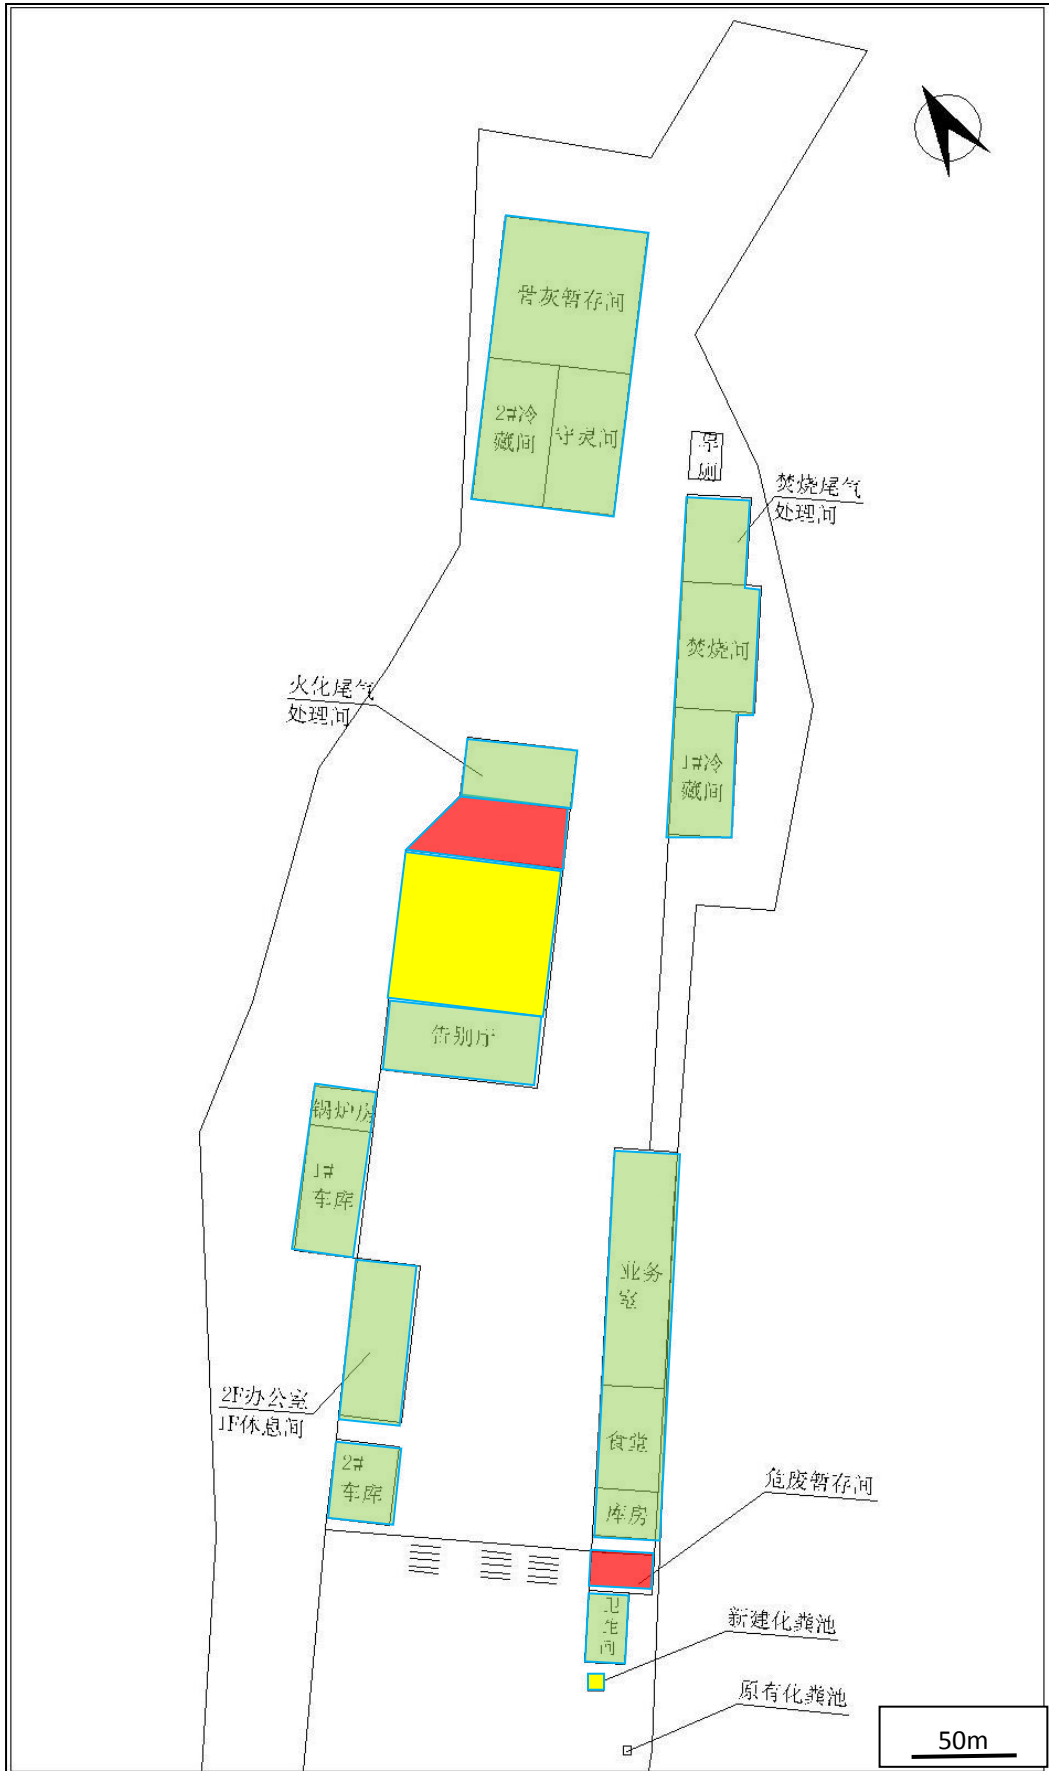 骨灰暂存间
2#冷
藏间
守灵间
旱
厕
焚烧尾气
处理间
焚烧间
1#冷
藏间
火化尾气
处理间
告别厅
锅炉房
1#
车库
业务
室
2F办公室
1F休息间
食堂
2#
车库
库房
危废暂存间
卫
生
间
新建化粪池
原有化粪池
50m